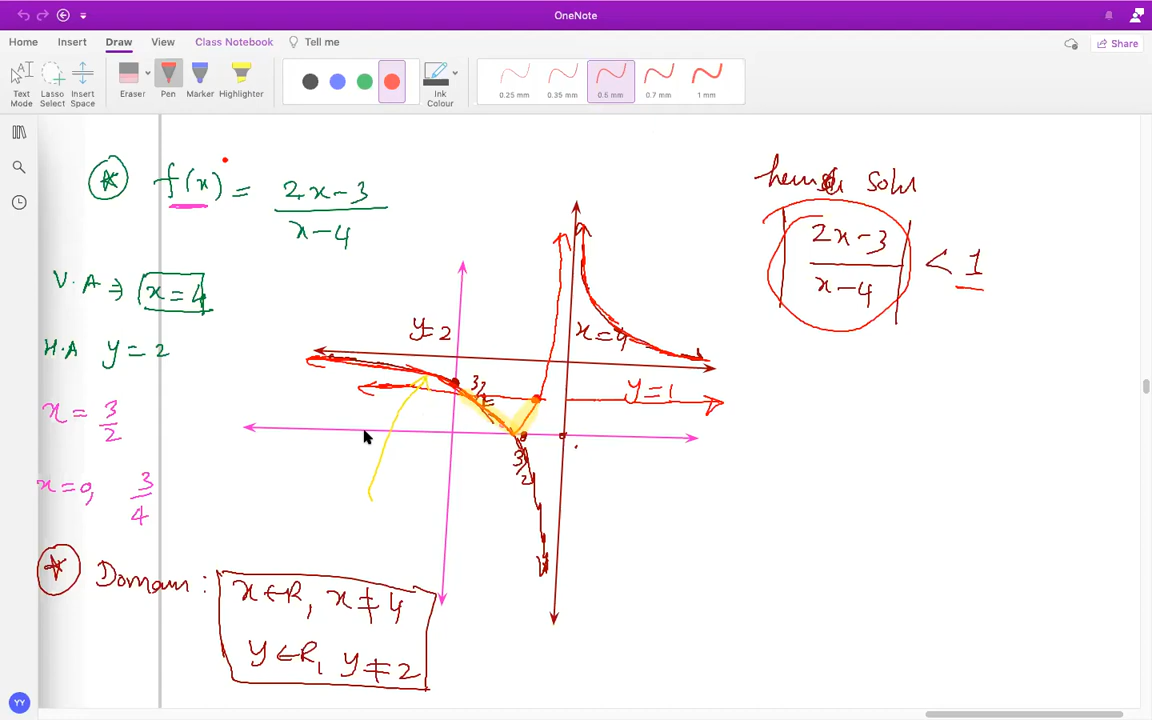 OneNote
Home Insert Draw View Class Notebook Tell me
Share
Text Mode
Lasso Select
Insert Space
Eraser
Pen
Marker
Highlighter
Ink Colour
0.25 mm
0.35 mm
0.5 mm
0.7 mm
1 mm
f(x) = 2x-3 / x-4
V.A ⇒ x = 4
H.A y = 2
x = 3/2
x=0, 3/4
Domain:
x∈R, x≠4
y∈R, y≠2
y=2
x=4
y=1
3/2
Solve
|2x-3 / x-4| < 1
YY